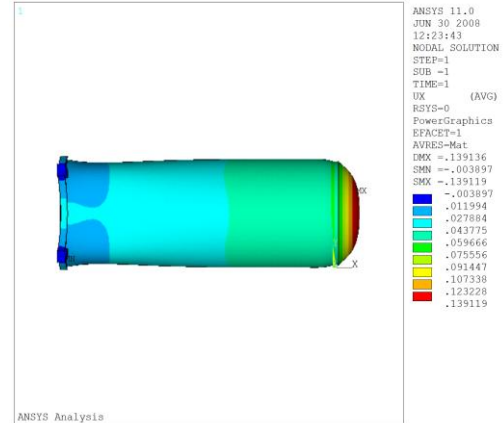 1
ANSYS 11.0
JUN 30 2008
12:23:43
NODAL SOLUTION
STEP=1
SUB =1
TIME=1
UX (AVG)
RSYS=0
PowerGraphics
EFACET=1
AVRES=Mat
DMX =.139136
SMN =-.003897
SMX =.139119
-.003897
.011994
.027884
.043775
.059666
.075556
.091447
.107338
.123228
.139119
X
ANSYS Analysis